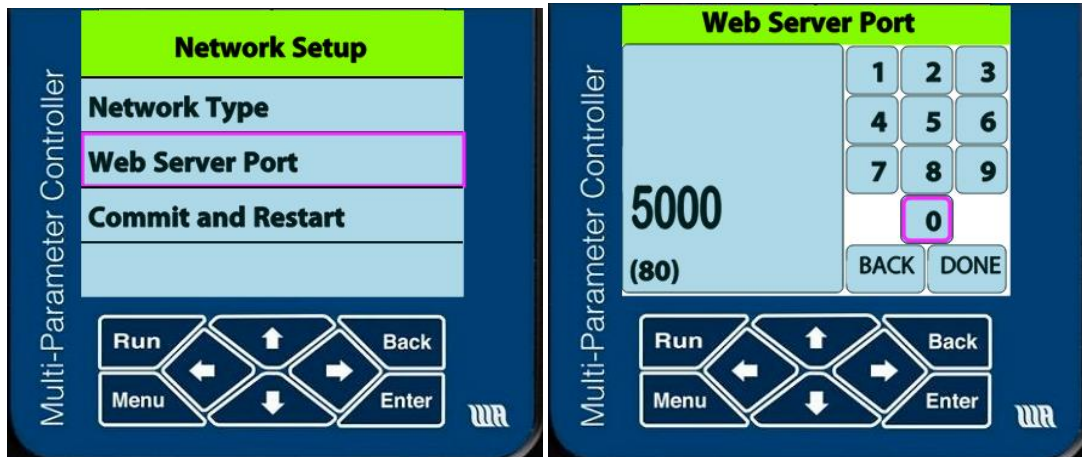 Network Setup
Network Type
Web Server Port
Commit and Restart
Multi-Parameter Controller
Run
Back
Menu
Enter
Web Server Port
1 2 3
4 5 6
7 8 9
5000
0
(80)
BACK DONE
Multi-Parameter Controller
Run
Back
Menu
Enter